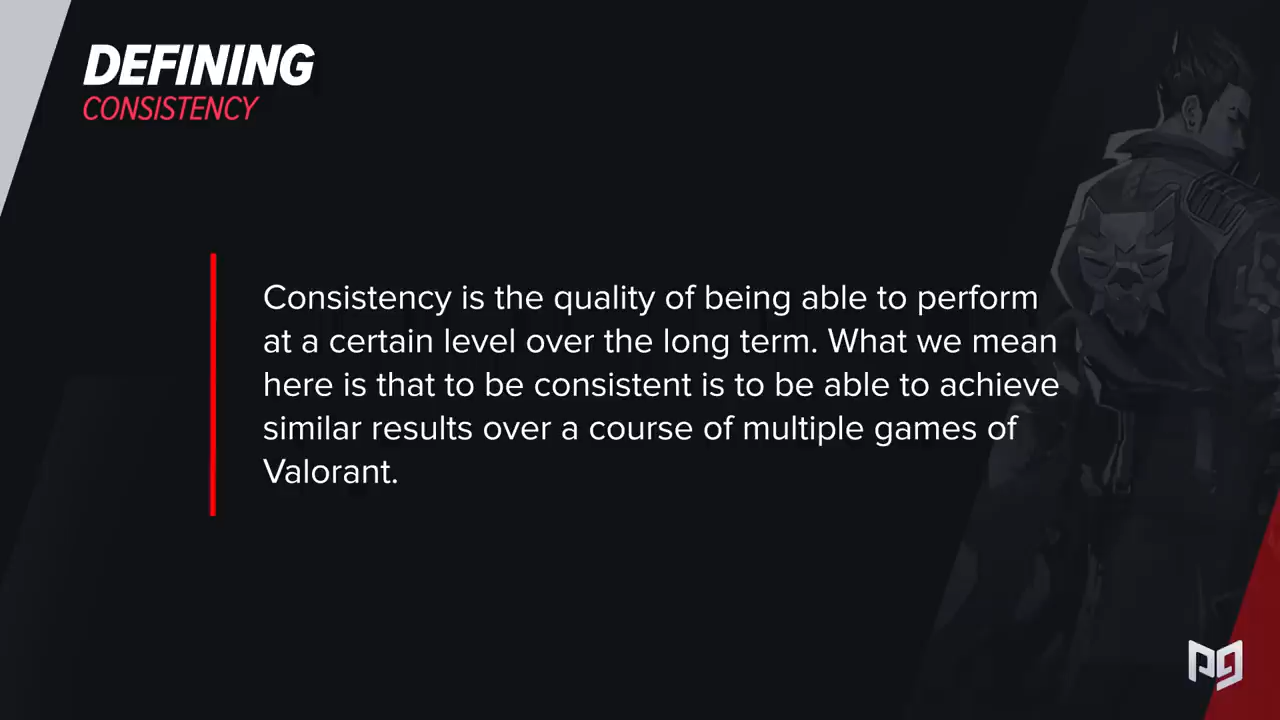 DEFINING
CONSISTENCY
Consistency is the quality of being able to perform
at a certain level over the long term. What we mean
here is that to be consistent is to be able to achieve
similar results over a course of multiple games of
Valorant.
PG